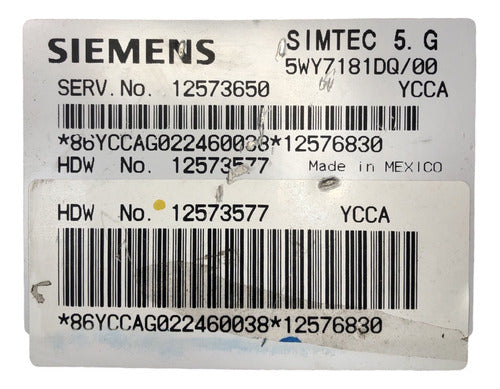 SIEMENS SIMTEC 5. G
5WY7181DQ/00
SERV. No. 12573650 YCCA
*86YCCAG022460038*12576830
HDW No. 12573577 Made in MEXICO
HDW No. 12573577 YCCA
*86YCCAG022460038*12576830